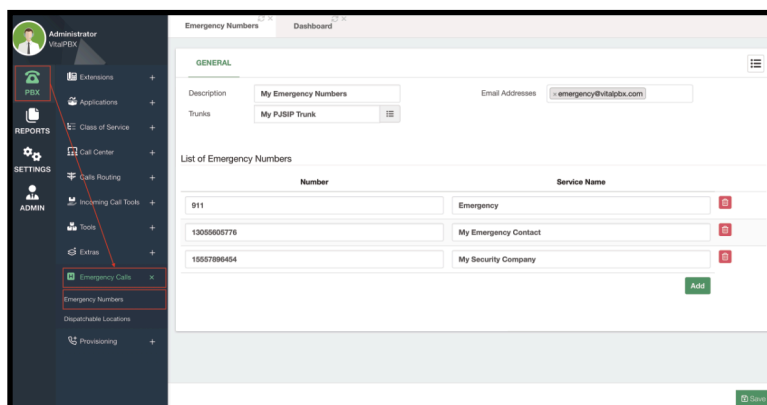 Administrator
VitalPBX
PBX
REPORTS
SETTINGS
ADMIN
Extensions +
Applications +
Class of Service +
Call Center +
Calls Routing +
Incoming Call Tools +
Tools +
Extras +
Emergency Calls ×
Emergency Numbers
Dispatchable Locations
Provisioning +
Emergency Numbers
Dashboard
GENERAL
Description My Emergency Numbers Email Addresses × emergency@vitalpbx.com
Trunks My PJSIP Trunk
List of Emergency Numbers
Number Service Name
911 Emergency
13055605776 My Emergency Contact
15557896454 My Security Company
Add
Save